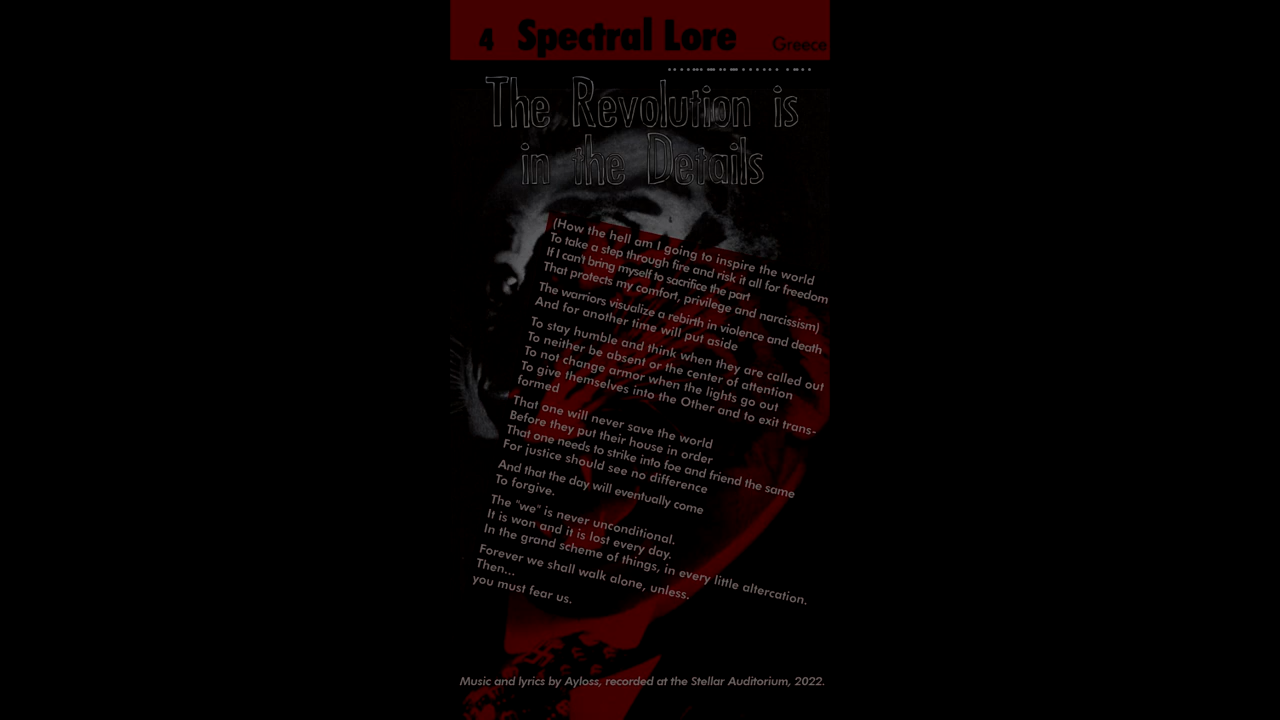 4 Spectral Lore Greece
The Revolution is
in the Details
(How the hell am I going to inspire the world
To take a step through fire and risk it all for freedom
If I can't bring myself to sacrifice the part
That protects my comfort, privilege and narcissism)
The warriors visualize a rebirth in violence and death
And for another time will put aside
To stay humble and think when they are called out
To neither be absent or the center of attention
To not change armor when the lights go out
To give themselves into the Other and to exit trans-
formed
That one will never save the world
Before they put their house in order
That one needs to strike into foe and friend the same
For justice should see no difference
And that the day will eventually come
To forgive.
The "we" is never unconditional.
It is won and it is lost every day.
In the grand scheme of things, in every little altercation.
Forever we shall walk alone, unless.
Then...
you must fear us.
Music and lyrics by Ayloss, recorded at the Stellar Auditorium, 2022.